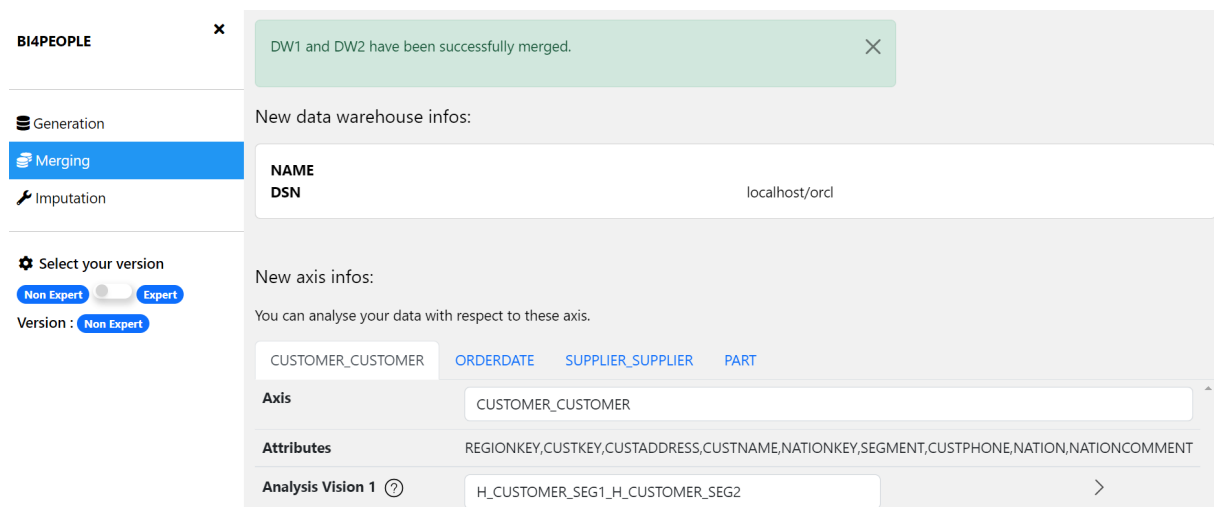 BI4PEOPLE
Generation
Merging
Imputation
Select your version
Non Expert Expert
Version : Non Expert
DW1 and DW2 have been successfully merged.
New data warehouse infos:
NAME
DSN localhost/orcl
New axis infos:
You can analyse your data with respect to these axis.
CUSTOMER_CUSTOMER ORDERDATE SUPPLIER_SUPPLIER PART
Axis CUSTOMER_CUSTOMER
Attributes REGIONKEY,CUSTKEY,CUSTADDRESS,CUSTNAME,NATIONKEY,SEGMENT,CUSTPHONE,NATION,NATIONCOMMENT
Analysis Vision 1 ? H_CUSTOMER_SEG1_H_CUSTOMER_SEG2